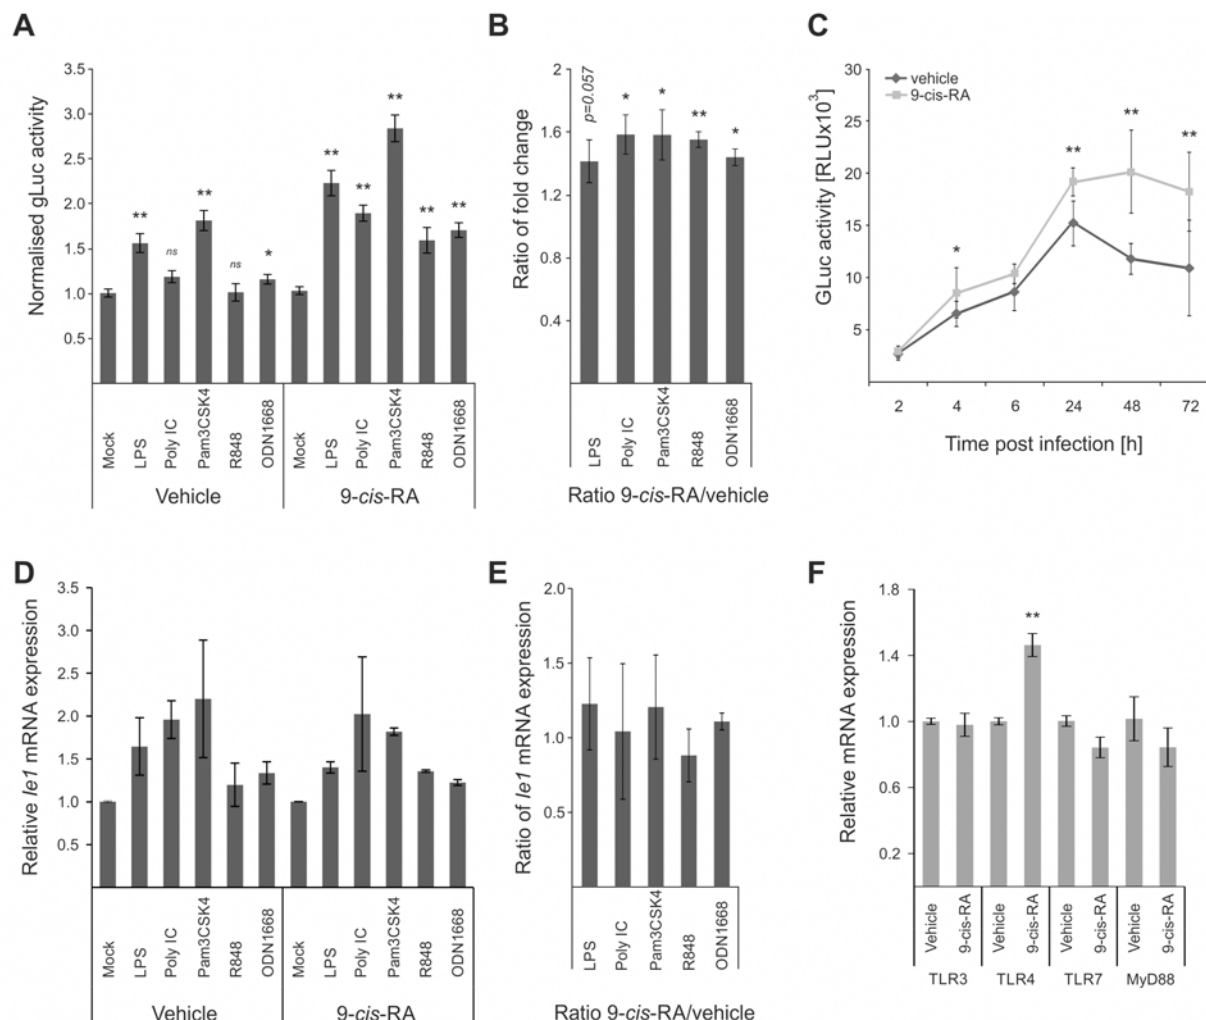 A
Normalised gLuc activity
3.5
3.0
2.5
2.0
1.5
1.0
0.5
**
ns
**
ns
*
**
**
**
**
**
Mock
LPS
Poly IC
Pam3CSK4
R848
ODN1668
Mock
LPS
Poly IC
Pam3CSK4
R848
ODN1668
Vehicle
9-cis-RA
B
Ratio of fold change
2
1.6
1.2
0.8
0.4
p=0.057
*
*
**
*
LPS
Poly IC
Pam3CSK4
R848
ODN1668
Ratio 9-cis-RA/vehicle
C
GLuc activity [RLUx10³]
30
25
20
15
10
5
vehicle
9-cis-RA
*
**
**
**
2 4 6 24 48 72
Time post infection [h]
D
Relative Ie1 mRNA expression
3.5
3.0
2.5
2.0
1.5
1.0
0.5
Mock
LPS
Poly IC
Pam3CSK4
R848
ODN1668
Mock
LPS
Poly IC
Pam3CSK4
R848
ODN1668
Vehicle
9-cis-RA
E
Ratio of Ie1 mRNA expression
2.0
1.5
1.0
0.5
LPS
Poly IC
Pam3CSK4
R848
ODN1668
Ratio 9-cis-RA/vehicle
F
Relative mRNA expression
1.8
1.4
1.0
0.6
0.2
**
Vehicle
9-cis-RA
Vehicle
9-cis-RA
Vehicle
9-cis-RA
Vehicle
9-cis-RA
TLR3
TLR4
TLR7
MyD88